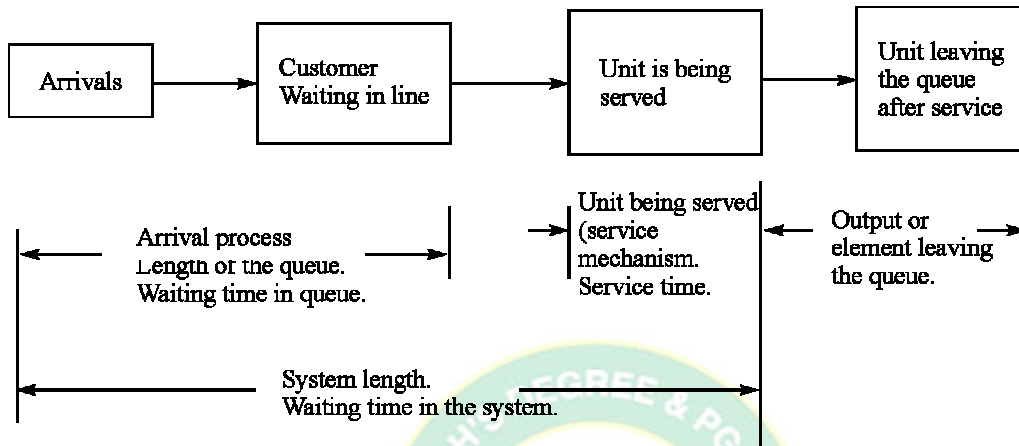 Arrivals
Customer
Waiting in line
Unit is being
served
Unit leaving
the queue
after service
Arrival process
Length of the queue.
Waiting time in queue.
Unit being served
(service
mechanism.
Service time.
Output or
element leaving
the queue.
System length.
Waiting time in the system.
H'S DEGREE & PG